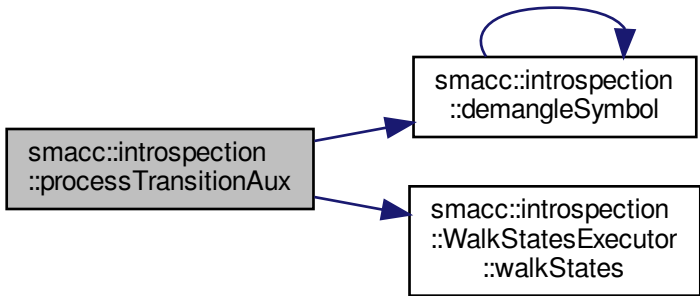 smacc::introspection
::demangleSymbol
smacc::introspection
::processTransitionAux
smacc::introspection
::WalkStatesExecutor
::walkStates